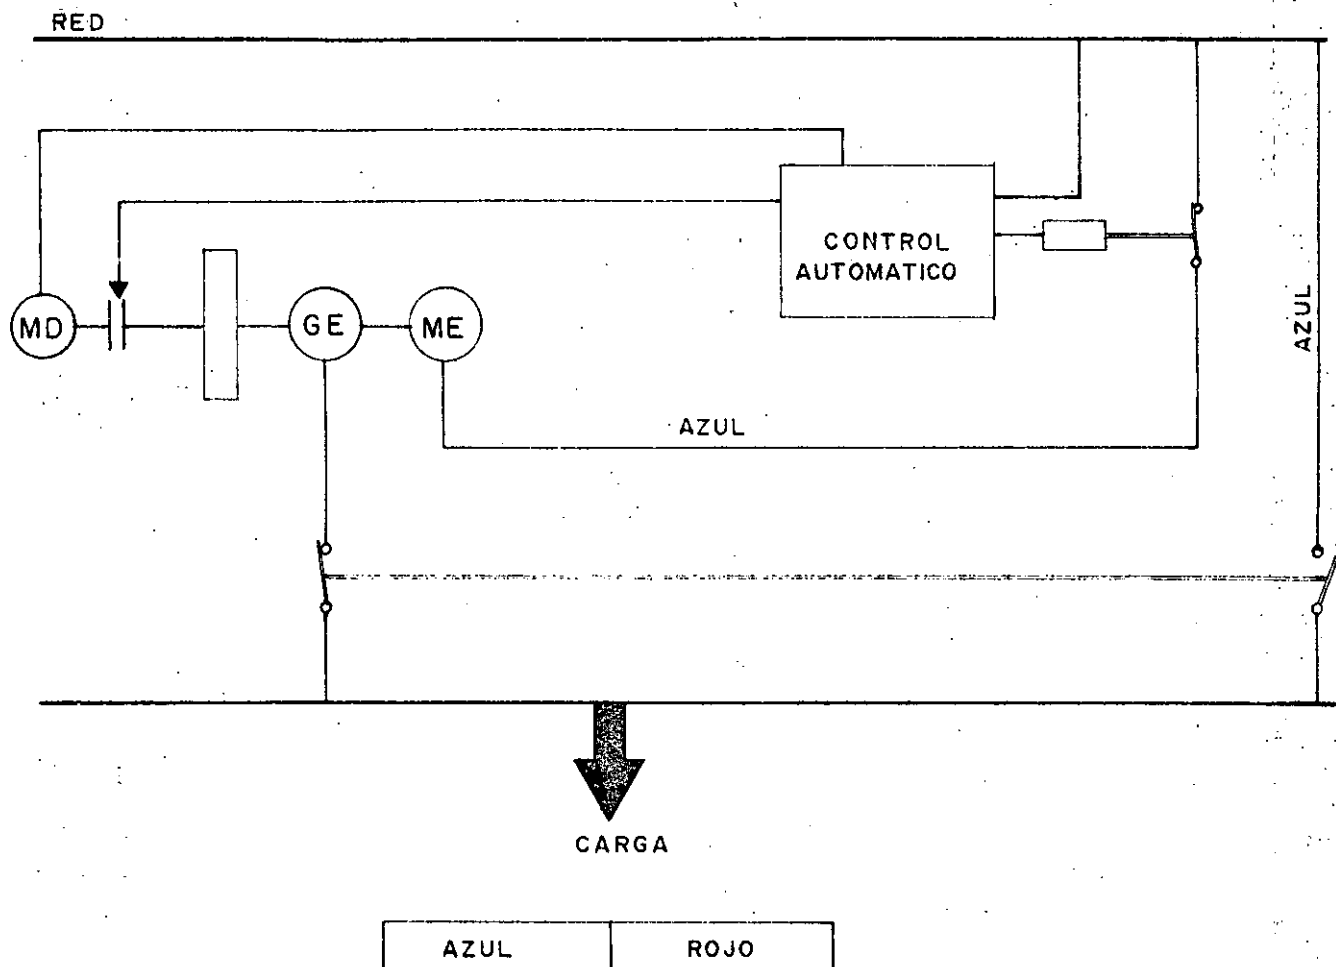 RED
CONTROL
AUTOMATICO
MD
GE
ME
AZUL
AZUL
CARGA
AZUL ROJO